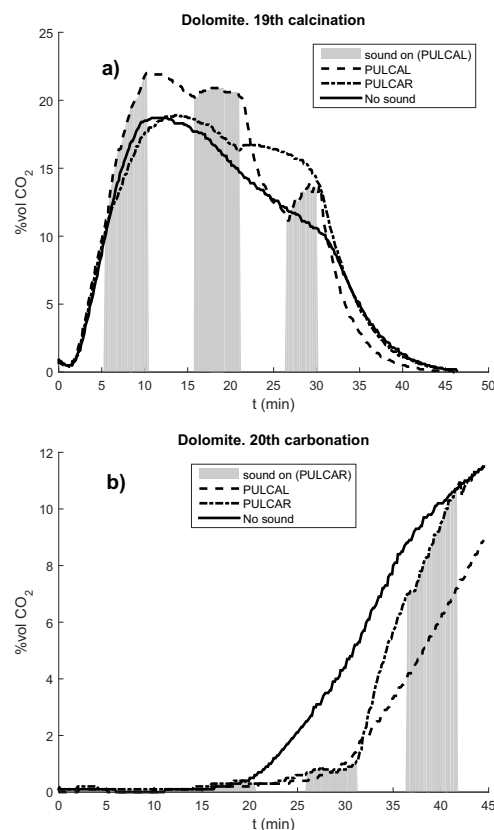 Dolomite. 19th calcination
a)
sound on (PULCAL)
PULCAL
PULCAR
No sound
25
20
15
10
5
0
%vol CO2
0 5 10 15 20 25 30 35 40 45 50
t (min)
Dolomite. 20th carbonation
b)
sound on (PULCAR)
PULCAL
PULCAR
No sound
12
10
8
6
4
2
0
%vol CO2
0 5 10 15 20 25 30 35 40 45
t (min)